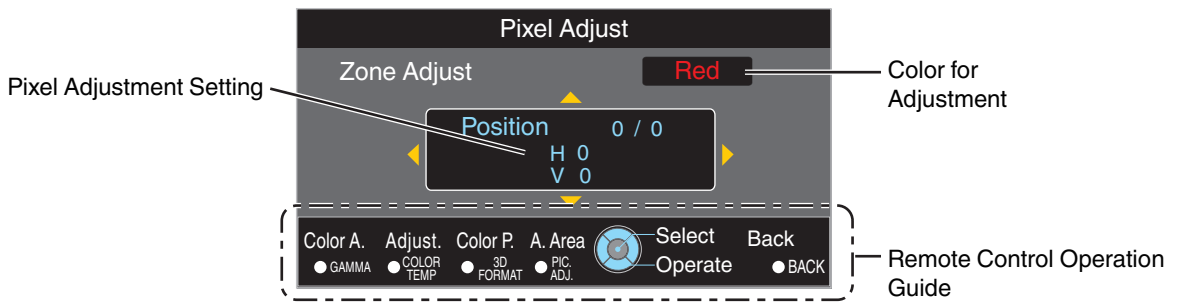 Pixel Adjust
Zone Adjust Red
Pixel Adjustment Setting
Color for
Adjustment
Position 0 / 0
H 0
V 0
Color A. Adjust. Color P. A. Area Select Back
GAMMA COLOR TEMP 3D FORMAT PIC. ADJ. Operate BACK
Remote Control Operation
Guide